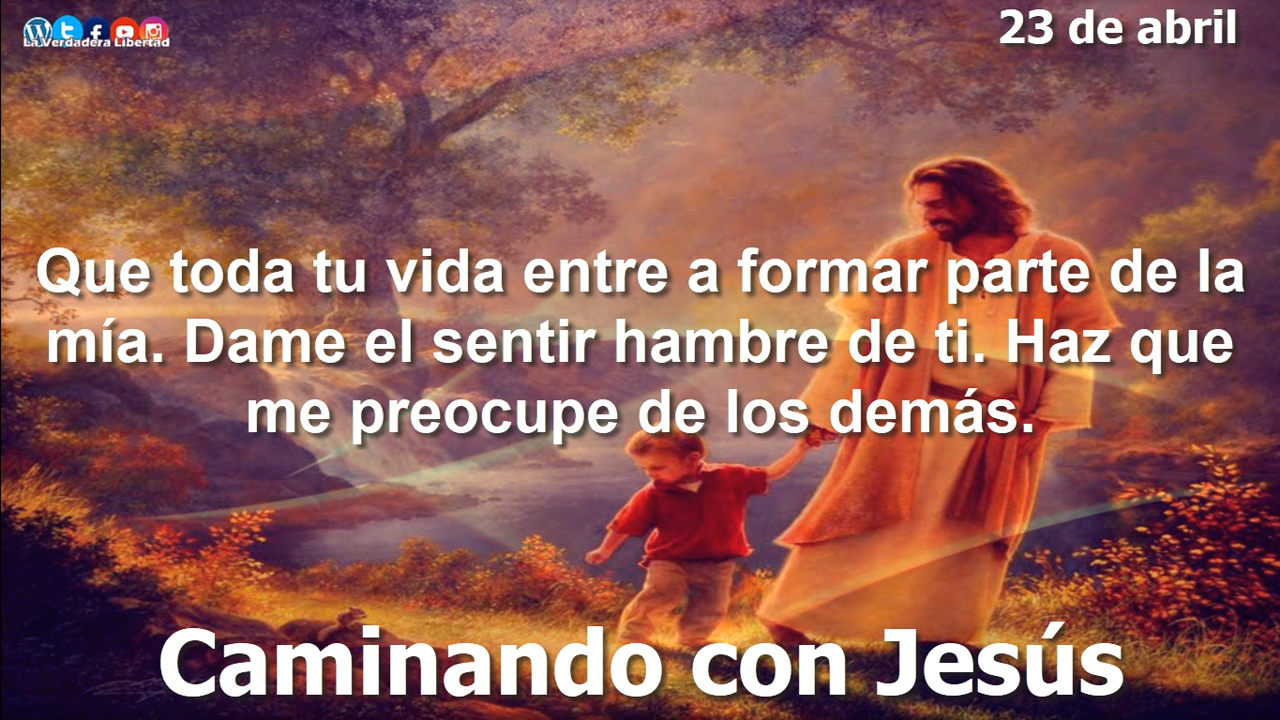 La Verdadera Libertad
23 de abril
Que toda tu vida entre a formar parte de la
mía. Dame el sentir hambre de ti. Haz que
me preocupe de los demás.
Caminando con Jesús